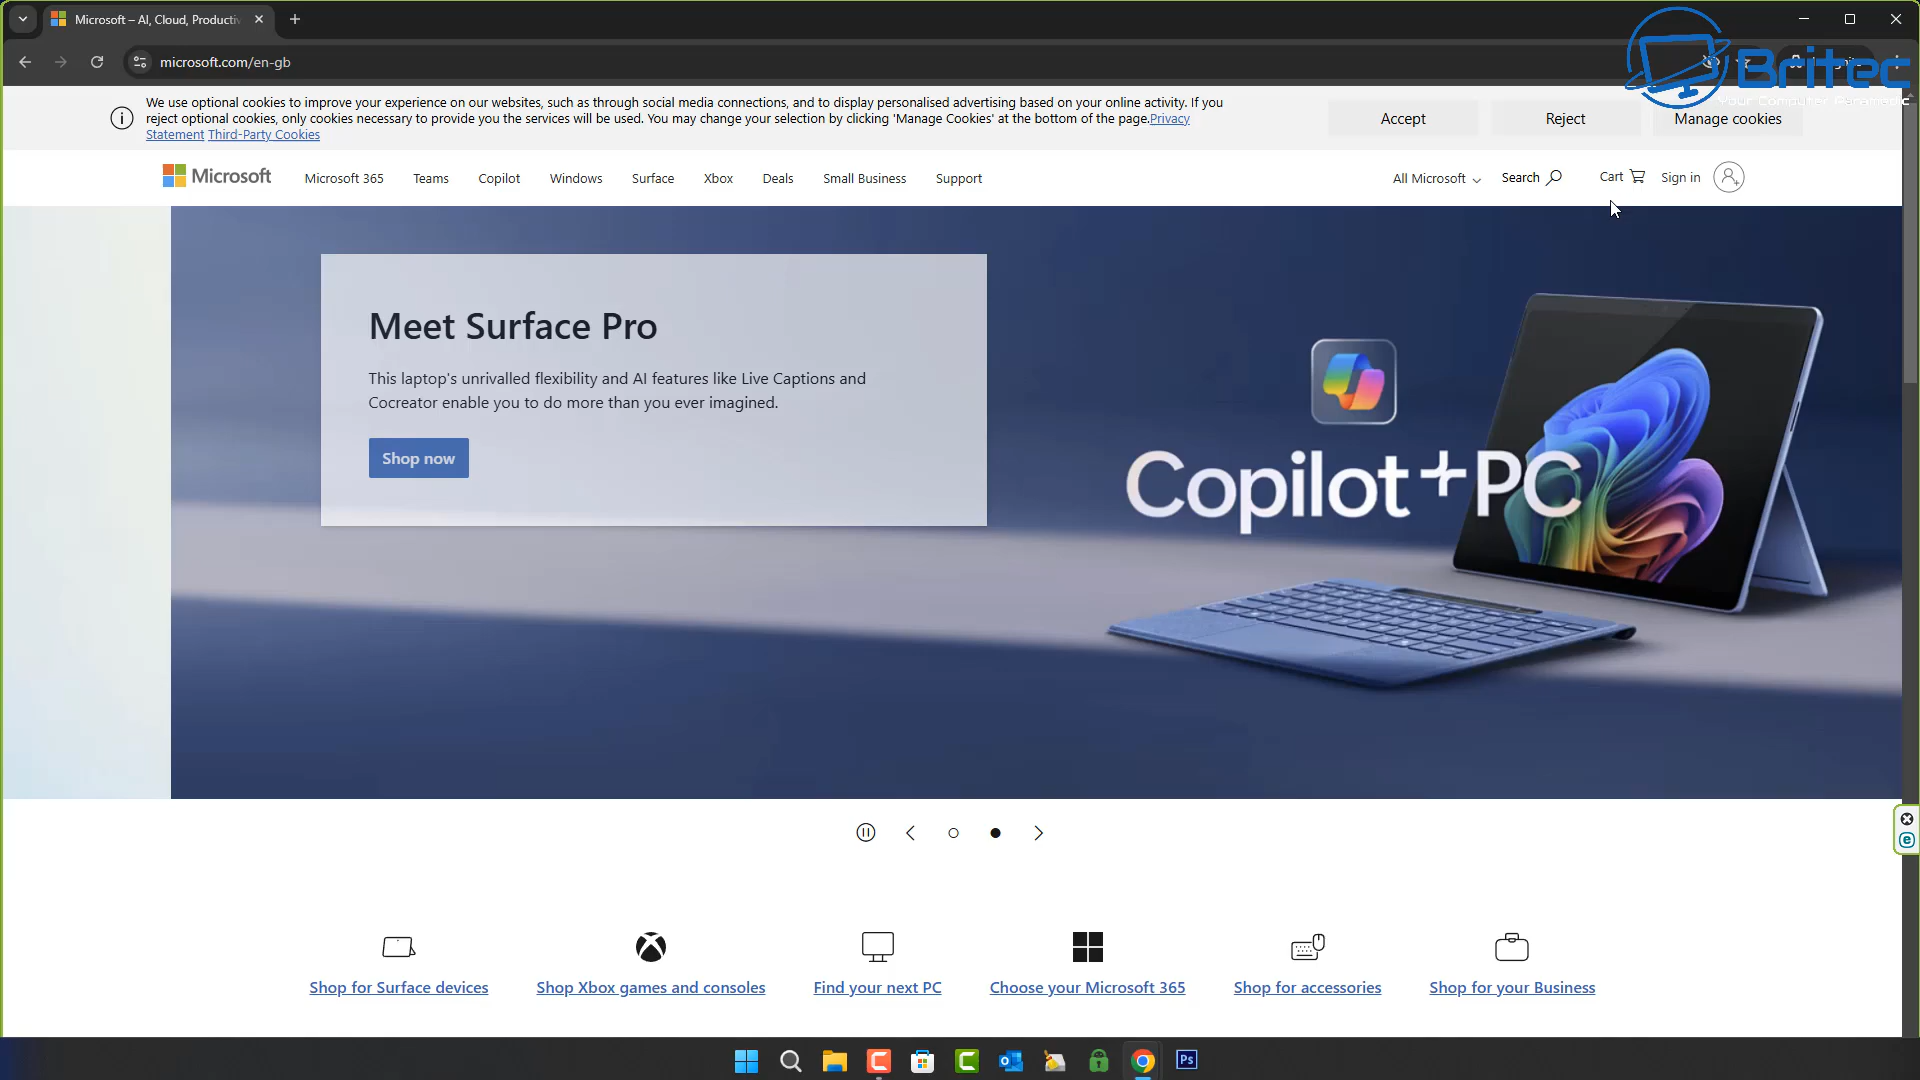 Microsoft – AI, Cloud, Productiv
microsoft.com/en-gb
Britec
We use optional cookies to improve your experience on our websites, such as through social media connections, and to display personalised advertising based on your online activity. If you
reject optional cookies, only cookies necessary to provide you the services will be used. You may change your selection by clicking 'Manage Cookies' at the bottom of the page.Privacy
Statement Third-Party Cookies
Accept
Reject
Manage cookies
Microsoft
Microsoft 365
Teams
Copilot
Windows
Surface
Xbox
Deals
Small Business
Support
All Microsoft
Search
Cart
Sign in
Meet Surface Pro
This laptop's unrivalled flexibility and AI features like Live Captions and
Cocreator enable you to do more than you ever imagined.
Shop now
Copilot+PC
Shop for Surface devices
Shop Xbox games and consoles
Find your next PC
Choose your Microsoft 365
Shop for accessories
Shop for your Business
Ps